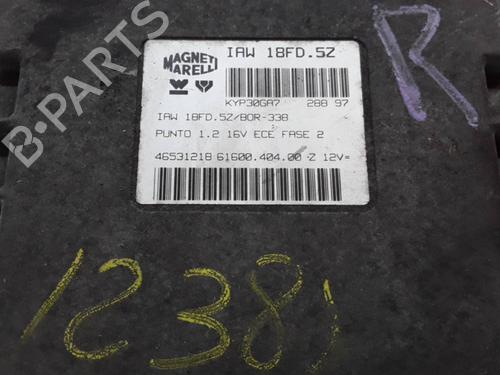 R
MAGNETI MARELLI
IAW 18FD.5Z
KYP30GA7 288 97
IAW 18FD.5Z/BOR-338
PUNTO 1.2 16V ECE FASE 2
46531218 61600.404.00 Z 12V=
1238
B-PARTS